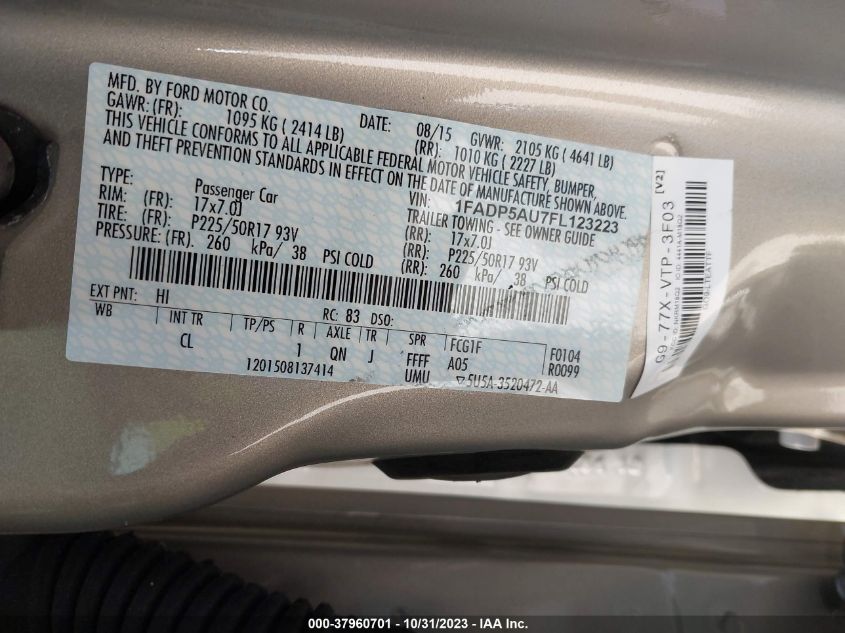 MFD. BY FORD MOTOR CO.
DATE: 08/15 GVWR: 2105 KG ( 4641 LB)
GAWR: (FR): 1095 KG ( 2414 LB) (RR): 1010 KG ( 2227 LB)
THIS VEHICLE CONFORMS TO ALL APPLICABLE FEDERAL MOTOR VEHICLE SAFETY, BUMPER,
AND THEFT PREVENTION STANDARDS IN EFFECT ON THE DATE OF MANUFACTURE SHOWN ABOVE.
VIN: 1FADP5AU7FL123223
TYPE: Passenger Car TRAILER TOWING - SEE OWNER GUIDE
RIM: (FR): 17x7.0J (RR): 17x7.0J
TIRE: (FR): P225/50R17 93V (RR): P225/50R17 93V
PRESSURE: (FR). 260 kPa/ 38 PSI COLD (RR): 260 kPa/ 38 PSI COLD
EXT PNT: HI RC: 83 DSO:
WB INT TR TP/PS R AXLE TR SPR FCG1F F0104
CL 1 QN J FFFF A05 R0099
1201508137414 UMU 5U5A-3520472-AA
G9-77X-VTP-3F03 [V2]
000-37960701 - 10/31/2023 - IAA Inc.